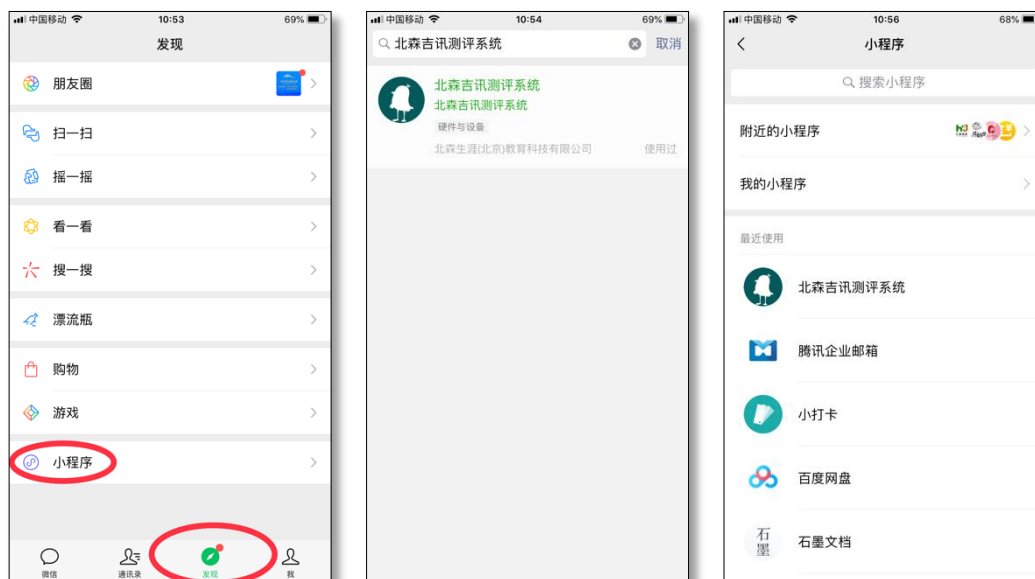 中国移动
10:53
69%
发现
朋友圈
扫一扫
摇一摇
看一看
搜一搜
漂流瓶
购物
游戏
小程序
微信
通讯录
发现
我
中国移动
10:54
69%
北森吉讯测评系统
取消
北森吉讯测评系统
北森吉讯测评系统
硬件与设备
北森生涯(北京)教育科技有限公司
使用过
中国移动
10:56
68%
小程序
搜索小程序
附近的小程序
我的小程序
最近使用
北森吉讯测评系统
腾讯企业邮箱
小打卡
百度网盘
石墨
石墨文档